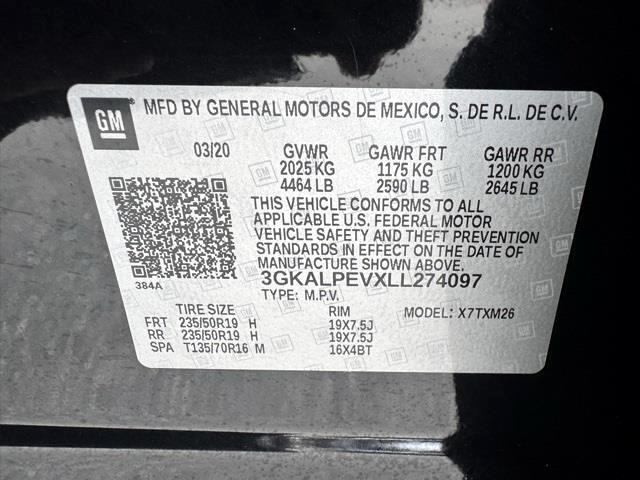 GM
MFD BY GENERAL MOTORS DE MEXICO, S. DE R.L. DE C.V.
03/20 GVWR GAWR FRT GAWR RR
2025 KG 1175 KG 1200 KG
4464 LB 2590 LB 2645 LB
THIS VEHICLE CONFORMS TO ALL
APPLICABLE U.S. FEDERAL MOTOR
VEHICLE SAFETY AND THEFT PREVENTION
STANDARDS IN EFFECT ON THE DATE OF
MANUFACTURE SHOWN ABOVE.
384A
3GKALPEVXLL274097
TYPE: M.P.V.
TIRE SIZE RIM MODEL: X7TXM26
FRT 235/50R19 H 19X7.5J
RR 235/50R19 H 19X7.5J
SPA T135/70R16 M 16X4BT